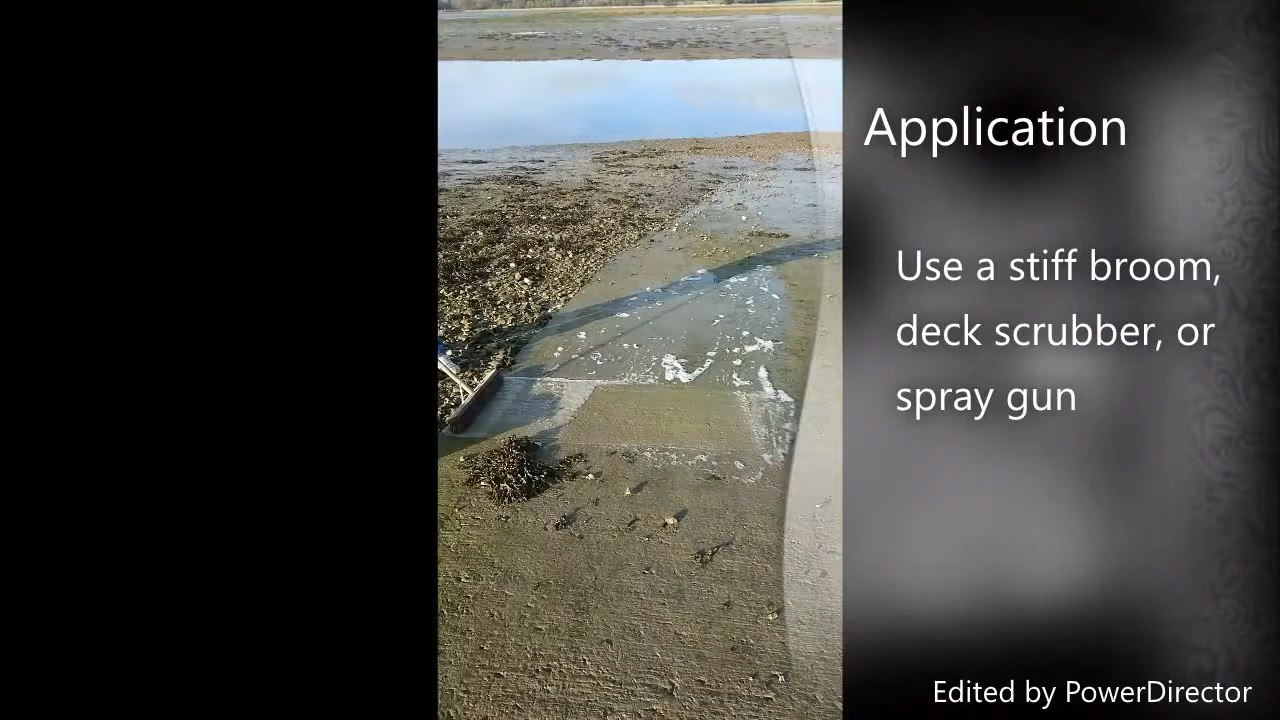 Application
Use a stiff broom,
deck scrubber, or
spray gun
Edited by PowerDirector